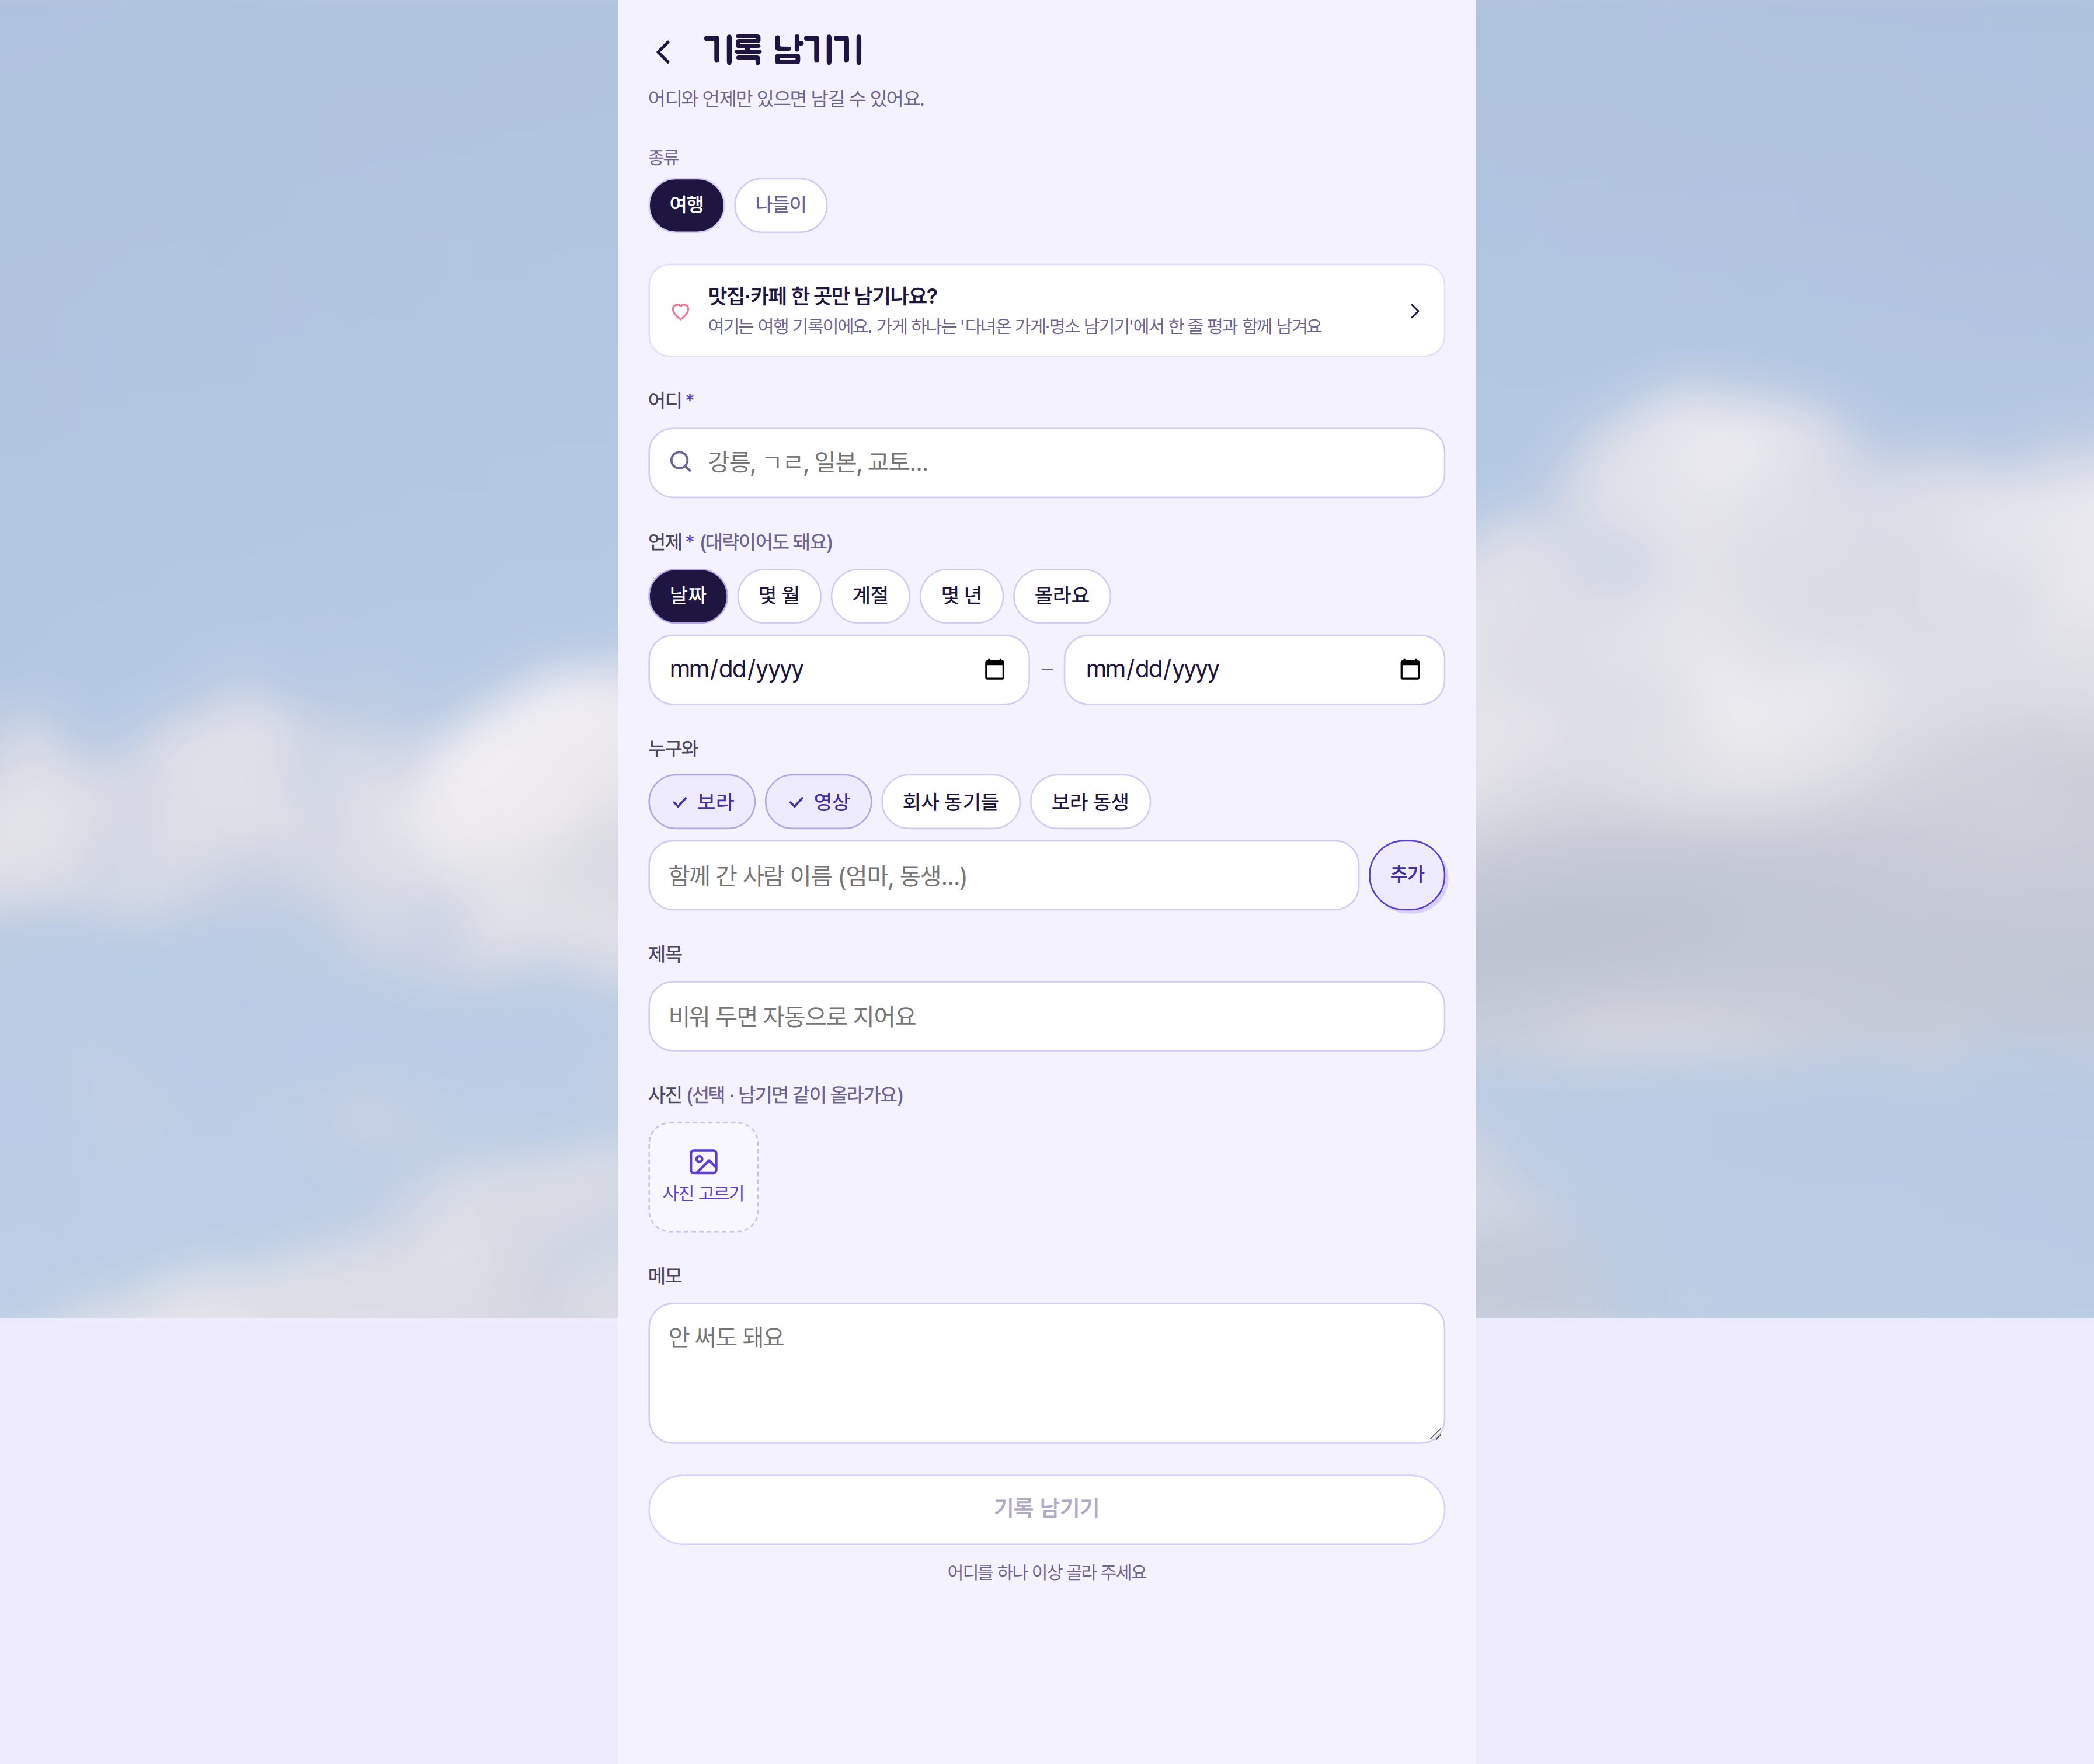 기록 남기기
어디와 언제만 있으면 남길 수 있어요.
종류
여행 나들이
맛집·카페 한 곳만 남기나요?
여기는 여행 기록이에요. 가게 하나는 '다녀온 가게·명소 남기기'에서 한 줄 평과 함께 남겨요
어디 *
강릉, ㄱㄹ, 일본, 교토...
언제 * (대략이어도 돼요)
날짜 몇 월 계절 몇 년 몰라요
mm/dd/yyyy – mm/dd/yyyy
누구와
보라 영상 회사 동기들 보라 동생
함께 간 사람 이름 (엄마, 동생...) 추가
제목
비워 두면 자동으로 지어요
사진 (선택 · 남기면 같이 올라가요)
사진 고르기
메모
안 써도 돼요
기록 남기기
어디를 하나 이상 골라 주세요